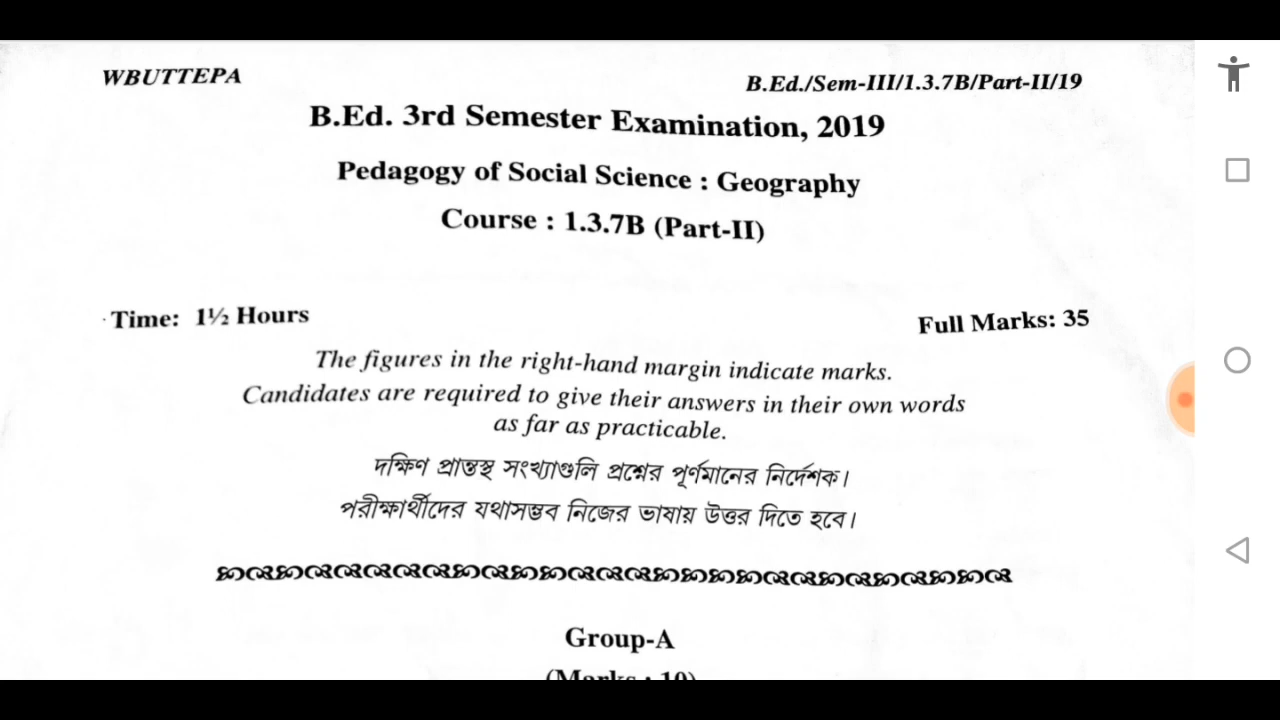 WBUTTEPA
B.Ed./Sem-III/1.3.7B/Part-II/19
B.Ed. 3rd Semester Examination, 2019
Pedagogy of Social Science : Geography
Course : 1.3.7B (Part-II)
Time: 1½ Hours
Full Marks: 35
The figures in the right-hand margin indicate marks.
Candidates are required to give their answers in their own words
as far as practicable.
দক্ষিণ প্রান্তস্থ সংখ্যাগুলি প্রশ্নের পূর্ণমানের নির্দেশক।
পরীক্ষার্থীদের যথাসম্ভব নিজের ভাষায় উত্তর দিতে হবে।
Group-A
(Marks : 10)